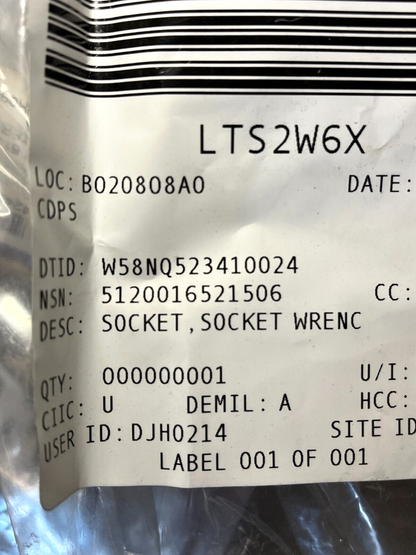 LTS2W6X
LOC: B020808A0 DATE:
CDPS
DTID: W58NQ523410024
NSN: 5120016521506 CC:
DESC: SOCKET,SOCKET WRENC
QTY: 000000001 U/I:
CIIC: U DEMIL: A HCC:
USER ID: DJH0214 SITE ID
LABEL 001 OF 001